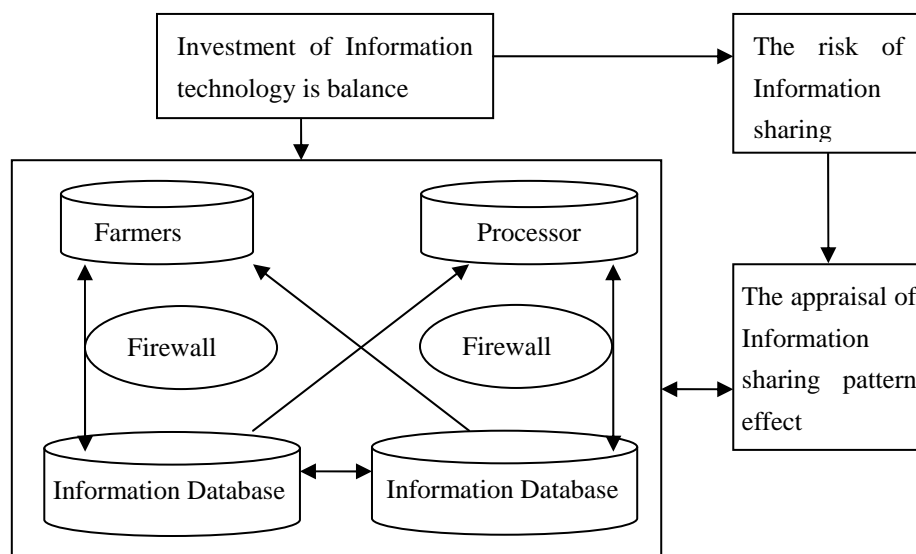 Investment of Information
technology is balance
The risk of
Information
sharing
Farmers
Processor
Firewall
Firewall
The appraisal of
Information
sharing pattern
effect
Information Database
Information Database